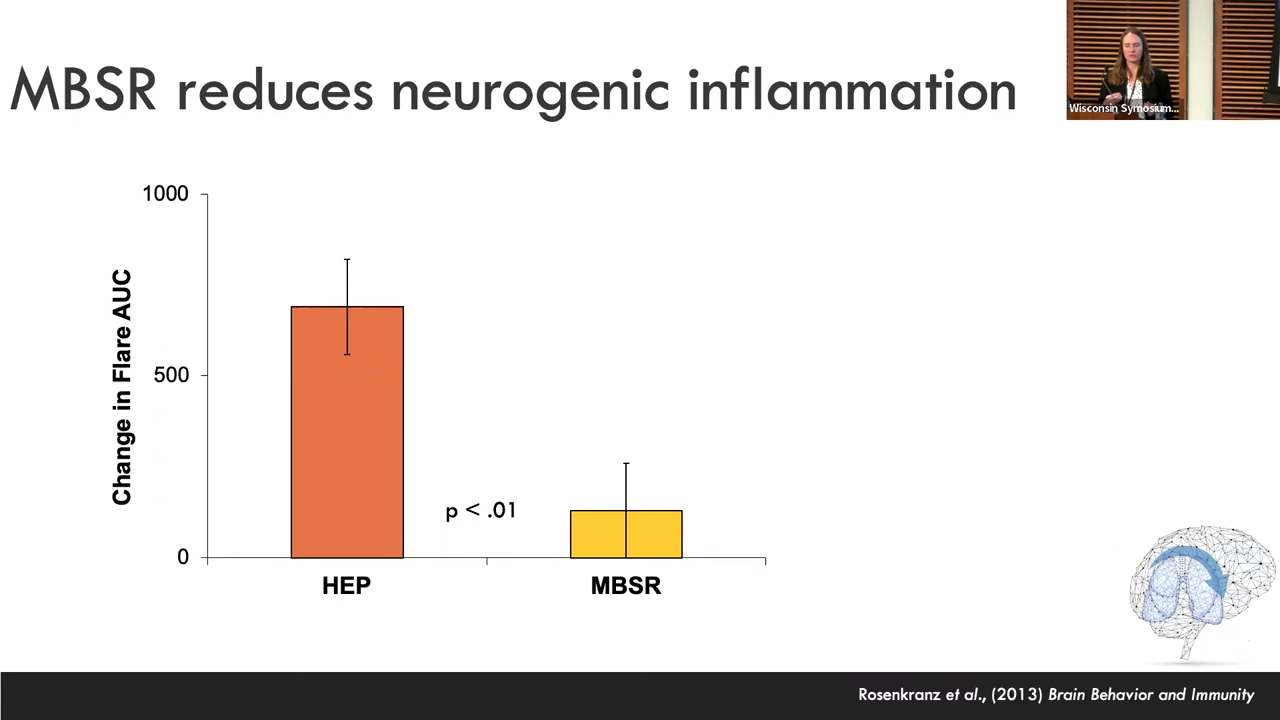 MBSR reduces neurogenic inflammation
Wisconsin Symosium...
1000
500
0
Change in Flare AUC
p < .01
HEP
MBSR
Rosenkranz et al., (2013) Brain Behavior and Immunity